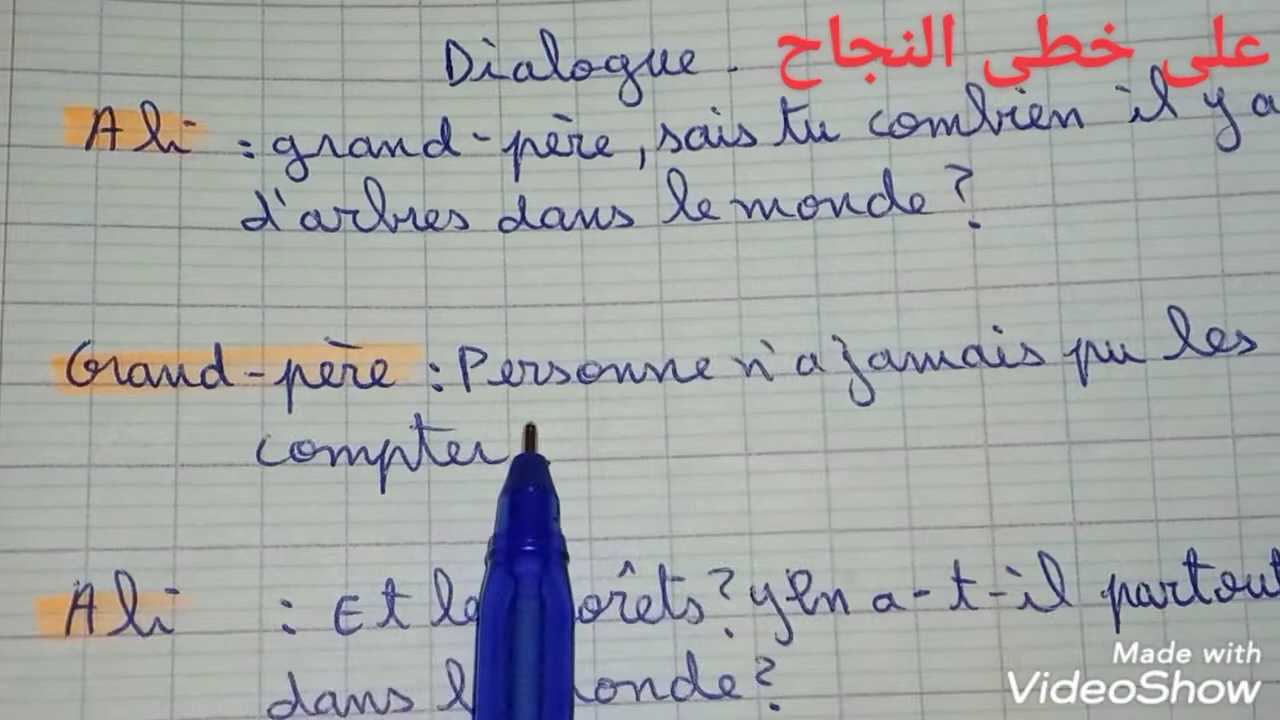 Dialogue.
على خطى النجاح
Ali : grand-père, sais tu combien il y a
d'arbres dans le monde ?
Grand-père : Personne n'a jamais pu les
compter
Ali : Et ? y en a-t-il partout
dans ?
Made with
VideoShow